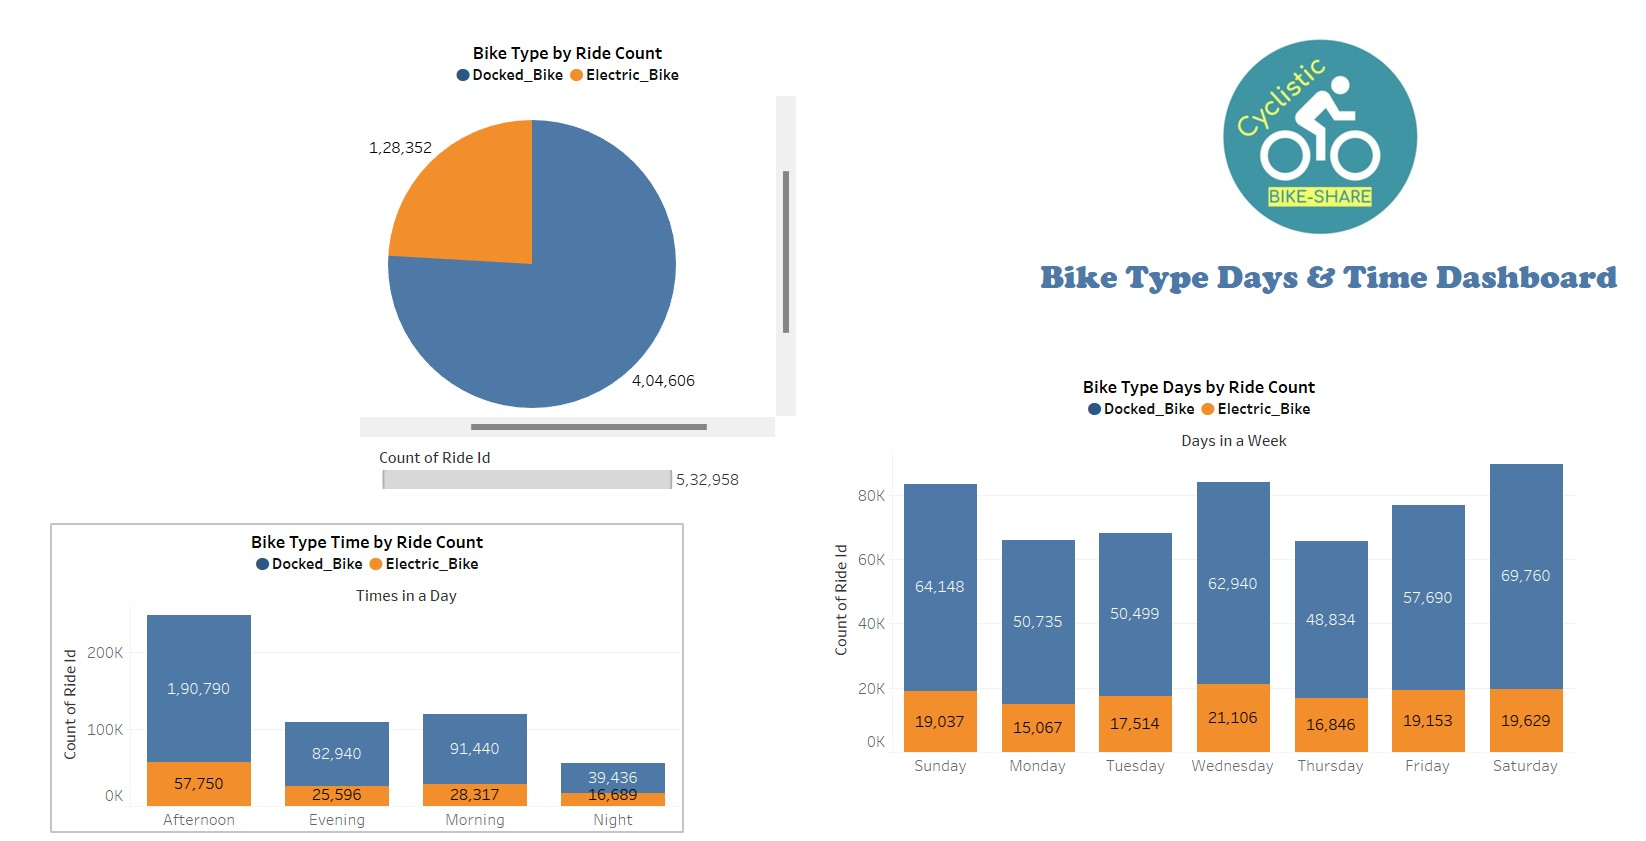 Bike Type by Ride Count
Docked_Bike Electric_Bike
1,28,352
4,04,606
Count of Ride Id
5,32,958
Cyclistic
BIKE-SHARE
Bike Type Days & Time Dashboard
Bike Type Time by Ride Count
Docked_Bike Electric_Bike
Times in a Day
Count of Ride Id
200K
100K
0K
1,90,790
82,940
91,440
39,436
57,750
25,596
28,317
16,689
Afternoon Evening Morning Night
Bike Type Days by Ride Count
Docked_Bike Electric_Bike
Days in a Week
Count of Ride Id
80K
60K
40K
20K
0K
64,148
50,735
50,499
62,940
48,834
57,690
69,760
19,037
15,067
17,514
21,106
16,846
19,153
19,629
Sunday Monday Tuesday Wednesday Thursday Friday Saturday